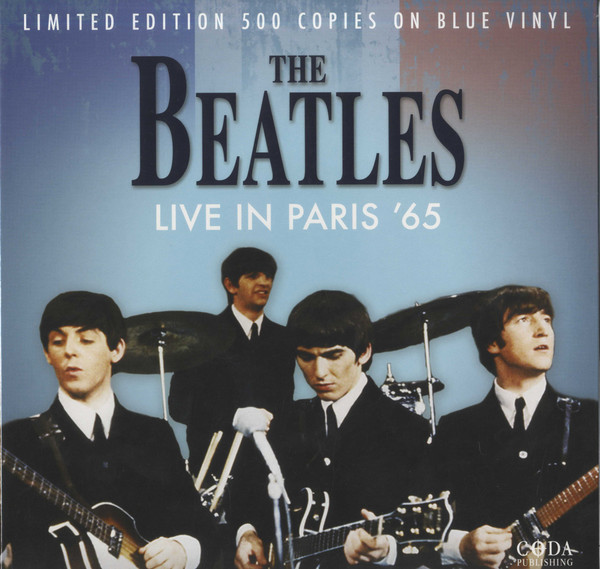 LIMITED EDITION 500 COPIES ON BLUE VINYL
THE
BEATLES
LIVE IN PARIS '65
CODA
PUBLISHING